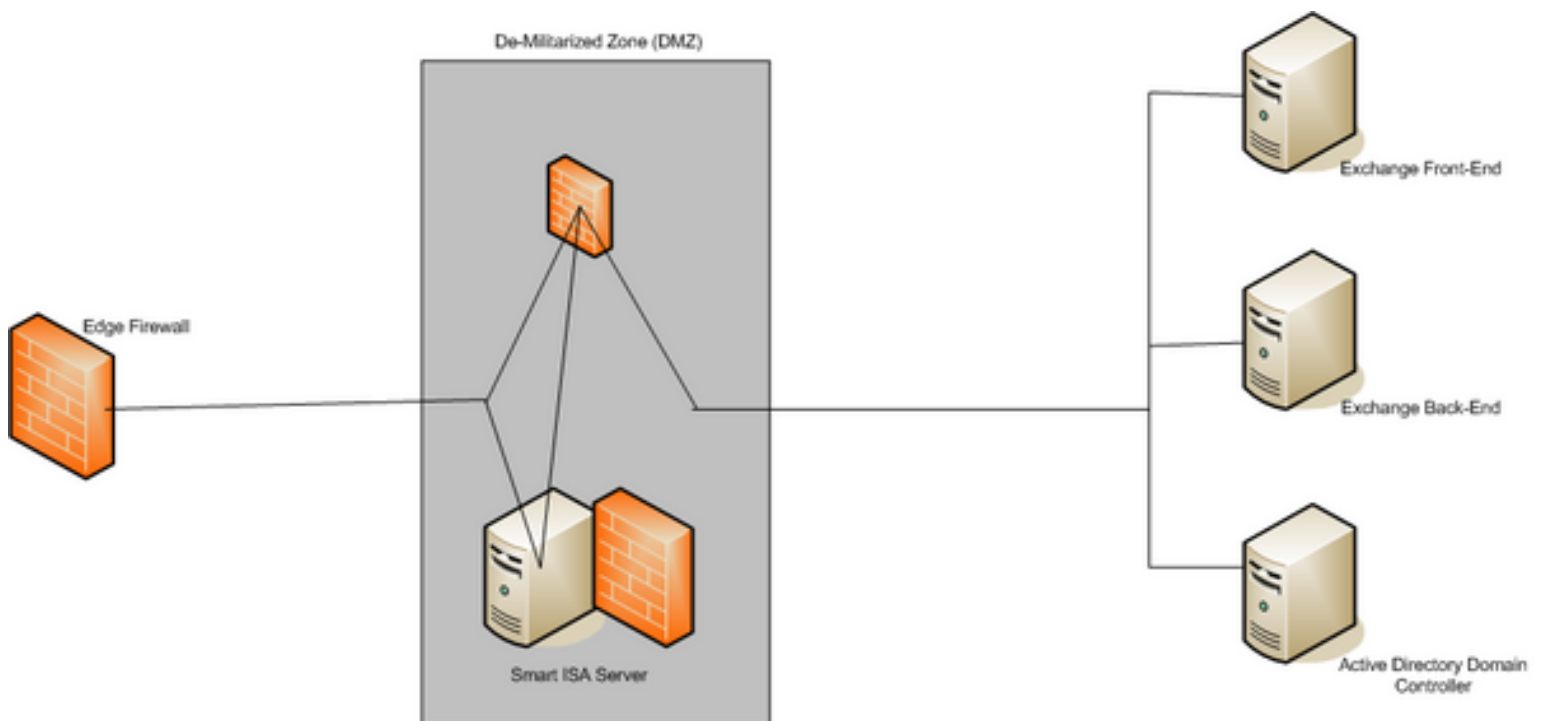 De-Militarized Zone (DMZ)
Edge Firewall
Exchange Front-End
Exchange Back-End
Smart ISA Server
Active Directory Domain
Controller